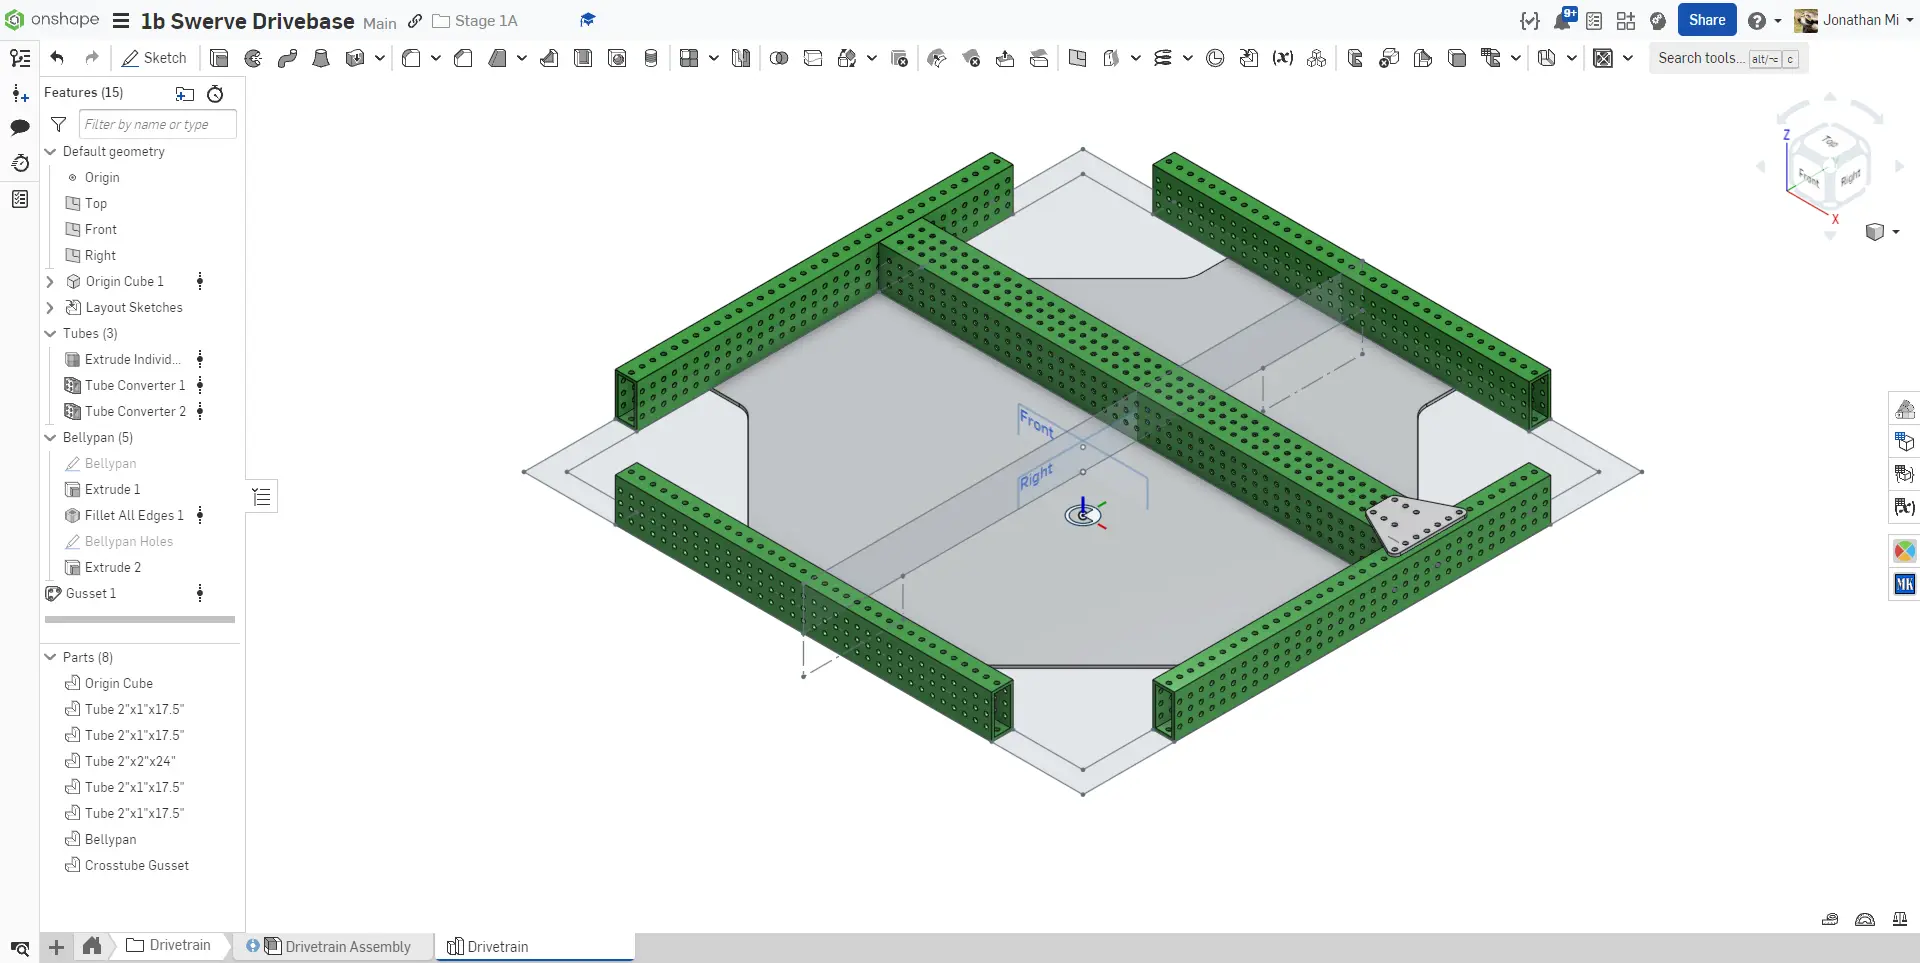 onshape 1b Swerve Drivebase Main Stage 1A 9+ Share Jonathan Mi
Sketch Search tools... alt/⌥ c
Features (15)
Filter by name or type
Default geometry
Origin
Top
Front
Right
Origin Cube 1
Layout Sketches
Tubes (3)
Extrude Individ...
Tube Converter 1
Tube Converter 2
Bellypan (5)
Bellypan
Extrude 1
Fillet All Edges 1
Bellypan Holes
Extrude 2
Gusset 1
Parts (8)
Origin Cube
Tube 2"x1"x17.5"
Tube 2"x1"x17.5"
Tube 2"x2"x24"
Tube 2"x1"x17.5"
Tube 2"x1"x17.5"
Bellypan
Crosstube Gusset
Front
Right
Z
Top
Front
Right
X
MK
Drivetrain
Drivetrain Assembly
Drivetrain